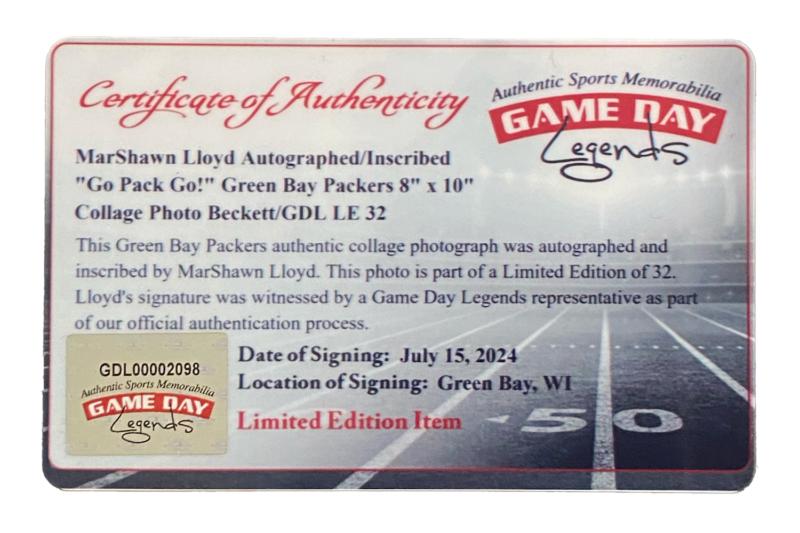 Certificate of Authenticity
Authentic Sports Memorabilia
GAME DAY
Legends
MarShawn Lloyd Autographed/Inscribed
"Go Pack Go!" Green Bay Packers 8" x 10"
Collage Photo Beckett/GDL LE 32
This Green Bay Packers authentic collage photograph was autographed and
inscribed by MarShawn Lloyd. This photo is part of a Limited Edition of 32.
Lloyd's signature was witnessed by a Game Day Legends representative as part
of our official authentication process.
GDL00002098
Authentic Sports Memorabilia
GAME DAY
Legends
Date of Signing: July 15, 2024
Location of Signing: Green Bay, WI
Limited Edition Item
50